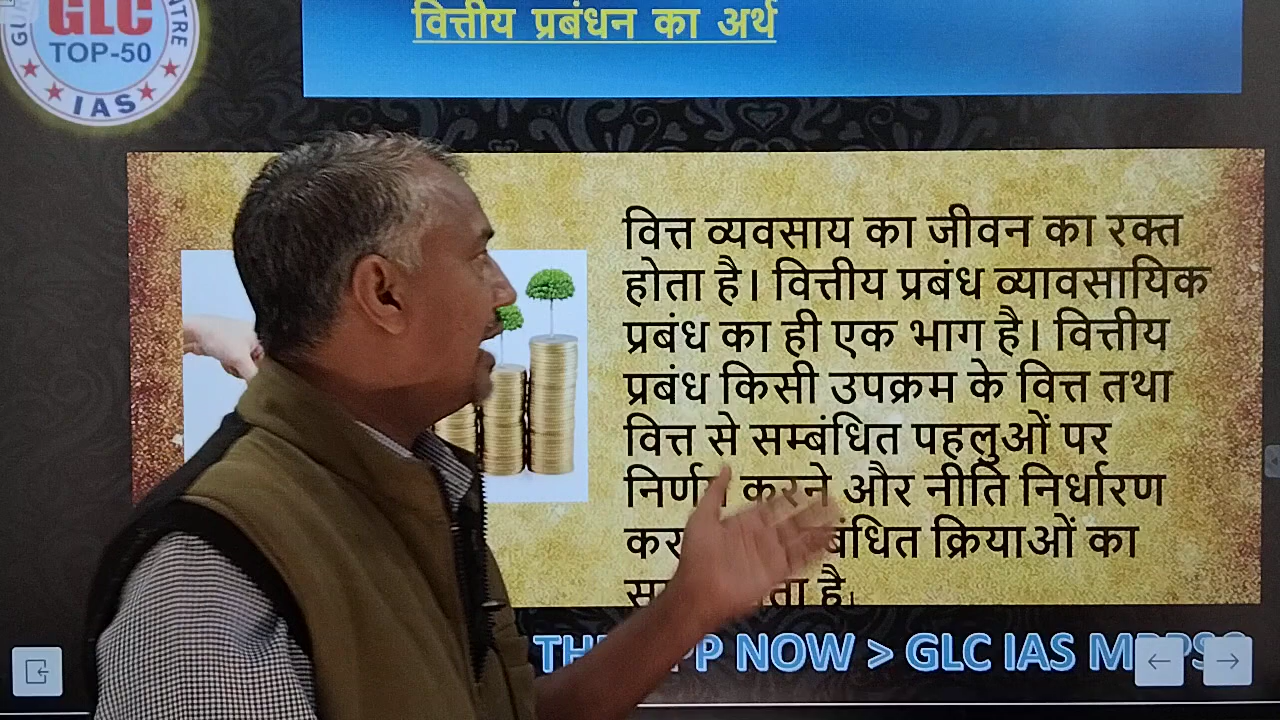 GLC
TOP-50
IAS
वित्तीय प्रबंधन का अर्थ
वित्त व्यवसाय का जीवन का रक्त
होता है। वित्तीय प्रबंध व्यावसायिक
प्रबंध का ही एक भाग है। वित्तीय
प्रबंध किसी उपक्रम के वित्त तथा
वित्त से सम्बंधित पहलुओं पर
निर्णय करने और नीति निर्धारण
क्रियाओं का
है।
NOW > GLC IAS